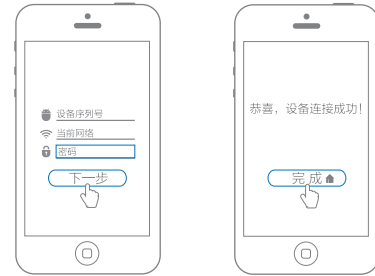 设备序列号
当前网络
密码
下一步
恭喜，设备连接成功！
完成